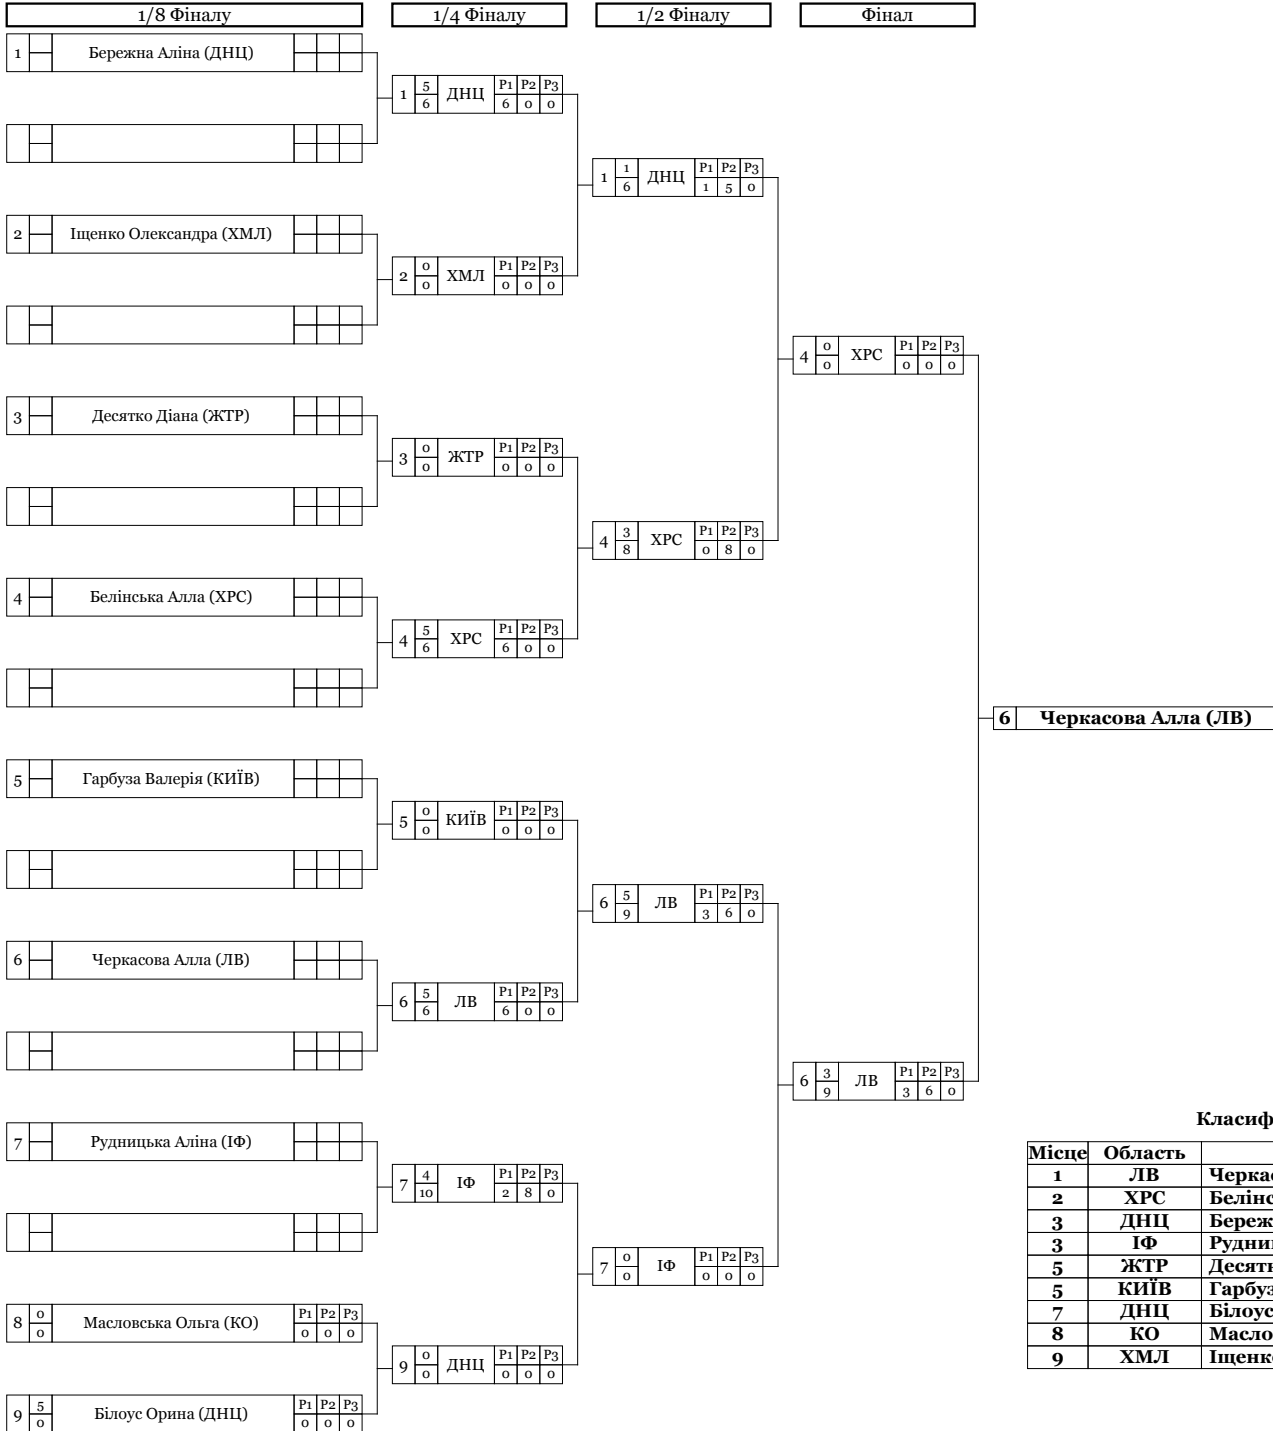 1/8 Фіналу 1/4 Фіналу 1/2 Фіналу Фінал
1 Бережна Аліна (ДНЦ)
1 5 6 ДНЦ P1 P2 P3 6 0 0
1 1 6 ДНЦ P1 P2 P3 1 5 0
2 Іщенко Олександра (ХМЛ)
2 0 0 ХМЛ P1 P2 P3 0 0 0
4 0 0 ХРС P1 P2 P3 0 0 0
3 Десятко Діана (ЖТР)
3 0 0 ЖТР P1 P2 P3 0 0 0
4 3 8 ХРС P1 P2 P3 0 8 0
4 Белінська Алла (ХРС)
4 5 6 ХРС P1 P2 P3 6 0 0
6 Черкасова Алла (ЛВ)
5 Гарбуза Валерія (КИЇВ)
5 0 0 КИЇВ P1 P2 P3 0 0 0
6 5 9 ЛВ P1 P2 P3 3 6 0
6 Черкасова Алла (ЛВ)
6 5 6 ЛВ P1 P2 P3 6 0 0
6 3 9 ЛВ P1 P2 P3 3 6 0
7 Рудницька Аліна (ІФ)
7 4 10 ІФ P1 P2 P3 2 8 0
7 0 0 ІФ P1 P2 P3 0 0 0
8 0 0 Масловська Ольга (КО) P1 P2 P3 0 0 0
9 0 0 ДНЦ P1 P2 P3 0 0 0
9 5 0 Білоус Орина (ДНЦ) P1 P2 P3 0 0 0
Класиф
Місце Область
1 ЛВ
2 ХРС
3 ДНЦ Береж
3 ІФ
5 ЖТР
5 КИЇВ
7 ДНЦ Білоус
8 КО Масло
9 ХМЛ